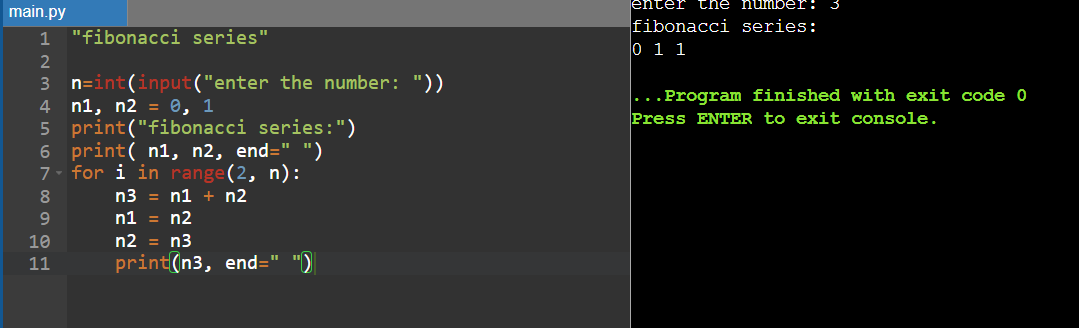 main.py
1 "fibonacci series"
2
3 n=int(input("enter the number: "))
4 n1, n2 = 0, 1
5 print("fibonacci series:")
6 print( n1, n2, end=" ")
7 for i in range(2, n):
8     n3 = n1 + n2
9     n1 = n2
10     n2 = n3
11     print(n3, end=" ")
enter the number: 3
fibonacci series:
0 1 1
...Program finished with exit code 0
Press ENTER to exit console.